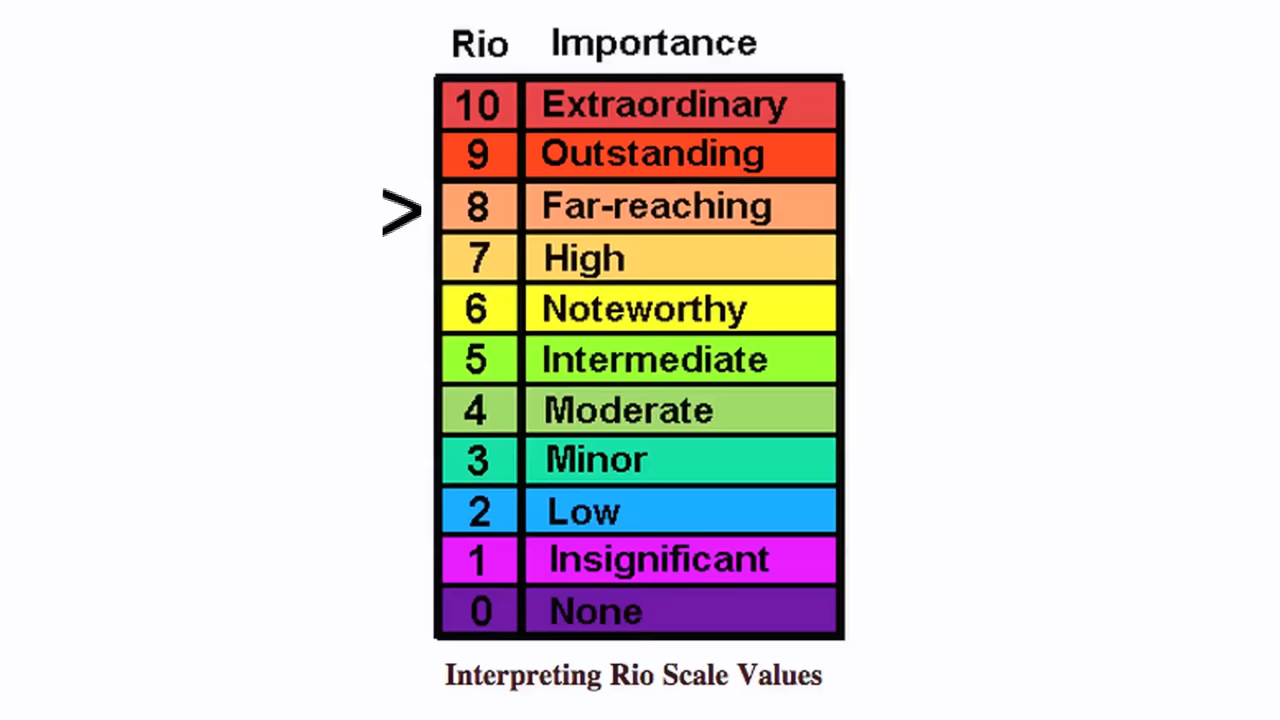 Rio Importance
10 Extraordinary
9 Outstanding
> 8 Far-reaching
7 High
6 Noteworthy
5 Intermediate
4 Moderate
3 Minor
2 Low
1 Insignificant
0 None
Interpreting Rio Scale Values